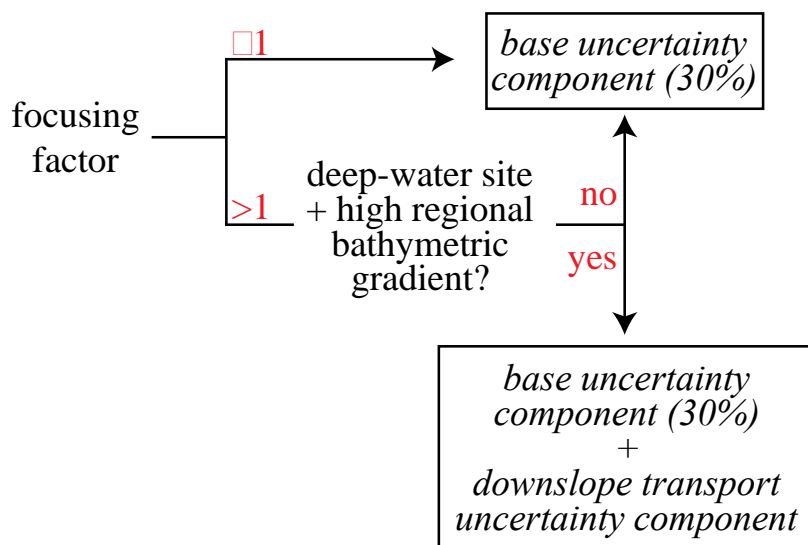 □1
base uncertainty
component (30%)
focusing
factor
>1
deep-water site
+ high regional
bathymetric
gradient?
no
yes
base uncertainty
component (30%)
+
downslope transport
uncertainty component